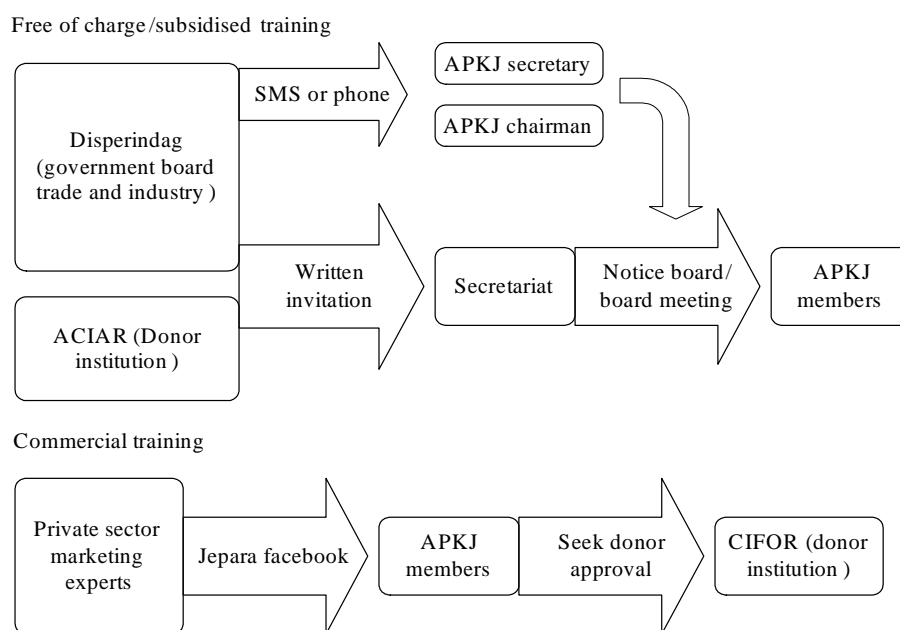 Free of charge/subsidised training
Disperindag
(government board
trade and industry )
SMS or phone
APKJ secretary
APKJ chairman
ACIAR (Donor
institution )
Written
invitation
Secretariat
Notice board/
board meeting
APKJ
members
Commercial training
Private sector
marketing
experts
Jepara facebook
APKJ
members
Seek donor
approval
CIFOR (donor
institution )